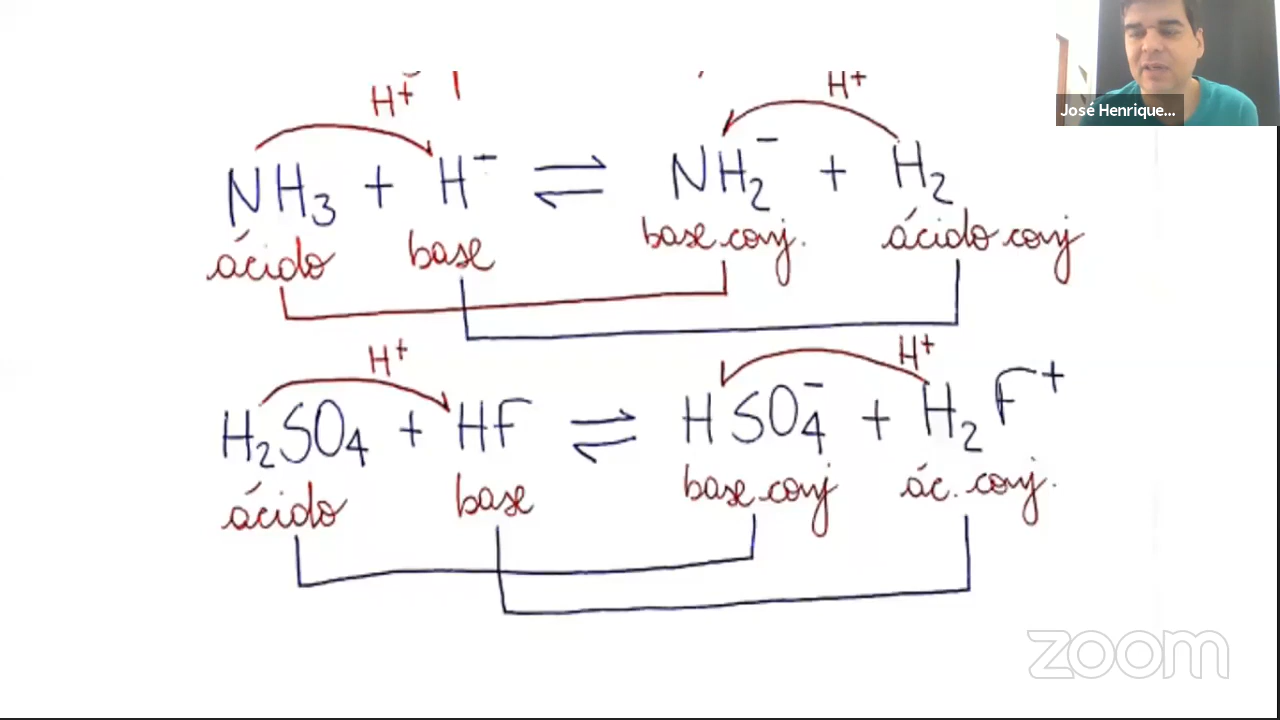 H⁺ H⁺
NH₃ + H⁻ ⇌ NH₂⁻ + H₂
ácido base base conj. ácido conj
H⁺ H⁺
H₂SO₄ + HF ⇌ HSO₄⁻ + H₂F⁺
ácido base base conj ác. conj.
José Henrique...
zoom